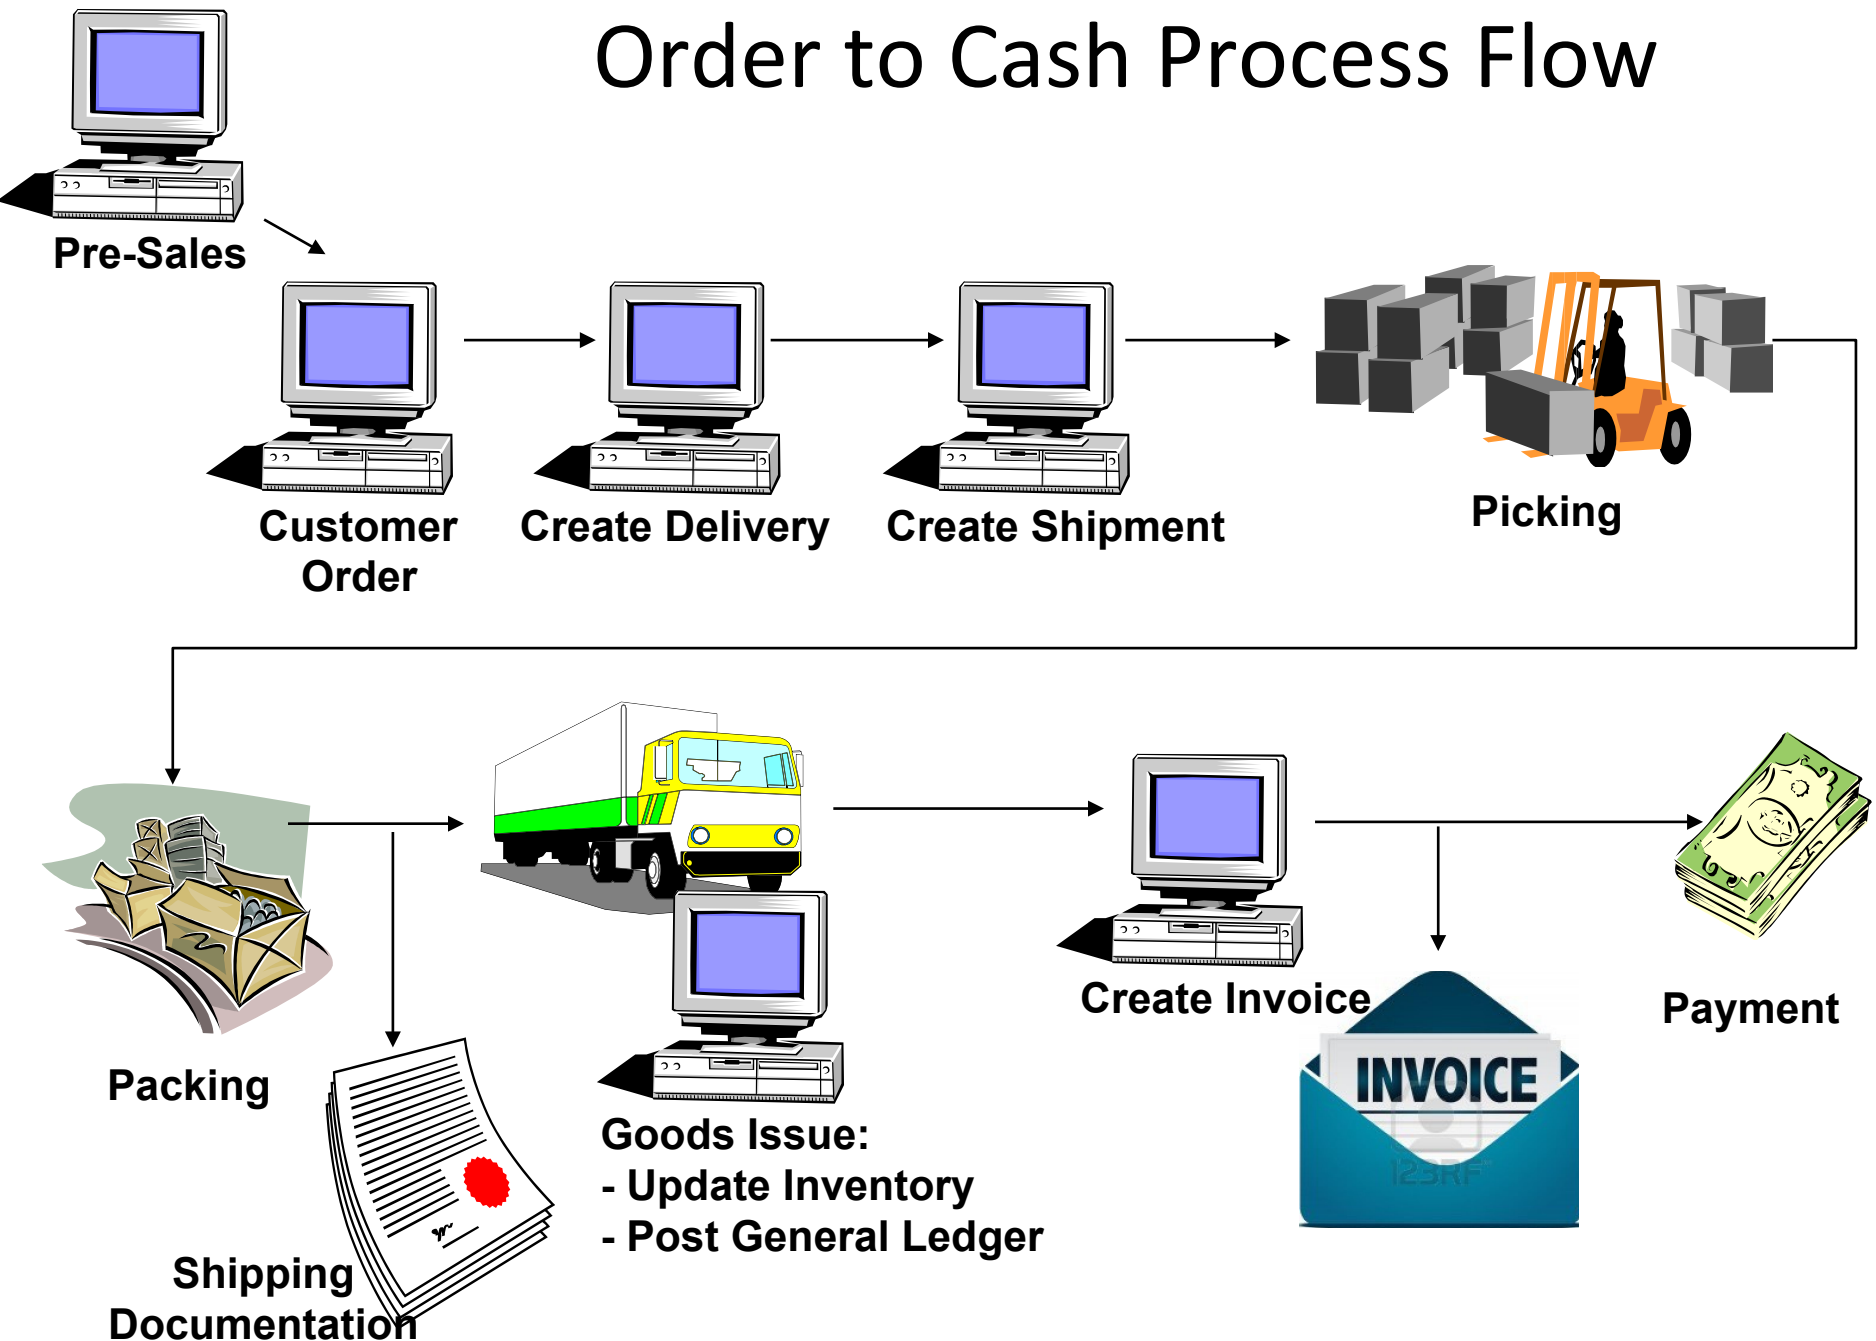 Order to Cash Process Flow
Pre-Sales
Customer
Order
Create Delivery
Create Shipment
Picking
Packing
Shipping
Documentation
Goods Issue:
- Update Inventory
- Post General Ledger
Create Invoice
INVOICE
123RF
Payment